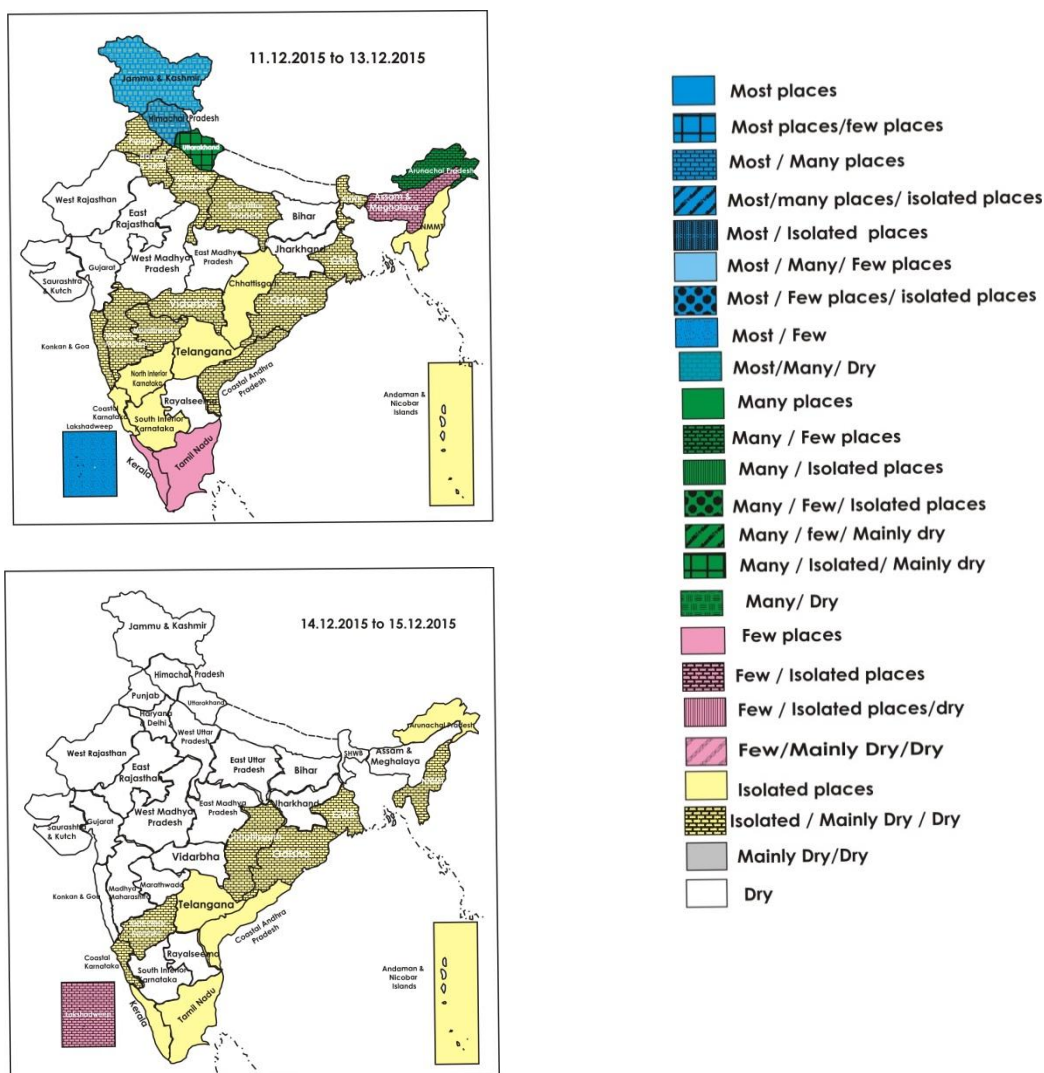 11.12.2015 to 13.12.2015
Jammu & Kashmir
Himachal Pradesh
Uttarakhand
Arunachal Pradesh
West Rajasthan
East
Rajasthan
Bihar
Assam &
Meghalaya
NMMT
Saurashtra
& Kutch
Gujarat
West Madhya
Pradesh
East Madhya
Pradesh
Jharkhand
Chhattisgarh
Vidarbha
Odisha
Konkan & Goa
Telangana
North Interior
Karnataka
Coastal Andhra
Pradesh
Rayalseema
Coastal
Karnataka
South Interior
Karnataka
Lakshadweep
Kerala
Tamil Nadu
Andaman &
Nicobar
Islands
14.12.2015 to 15.12.2015
Jammu & Kashmir
Himachal Pradesh
Punjab
Uttarakhand
Haryana
& Delhi
West Uttar
Pradesh
Arunachal Pradesh
West Rajasthan
East
Rajasthan
East Uttar
Pradesh
Bihar
SHWB
Assam &
Meghalaya
Saurashtra
& Kutch
Gujarat
West Madhya
Pradesh
East Madhya
Pradesh
Jharkhand
Vidarbha
Odisha
Konkan & Goa
Madhya
Maharashtra
Marathwada
Telangana
Coastal Andhra
Pradesh
Coastal
Karnataka
Rayalseema
South Interior
Karnataka
Lakshadweep
Kerala
Tamil Nadu
Andaman &
Nicobar
Islands
Most places
Most places/few places
Most / Many places
Most/many places/ isolated places
Most / Isolated places
Most / Many/ Few places
Most / Few places/ isolated places
Most / Few
Most/Many/ Dry
Many places
Many / Few places
Many / Isolated places
Many / Few/ Isolated places
Many / few/ Mainly dry
Many / Isolated/ Mainly dry
Many/ Dry
Few places
Few / Isolated places
Few / Isolated places/dry
Few/Mainly Dry/Dry
Isolated places
Isolated / Mainly Dry / Dry
Mainly Dry/Dry
Dry